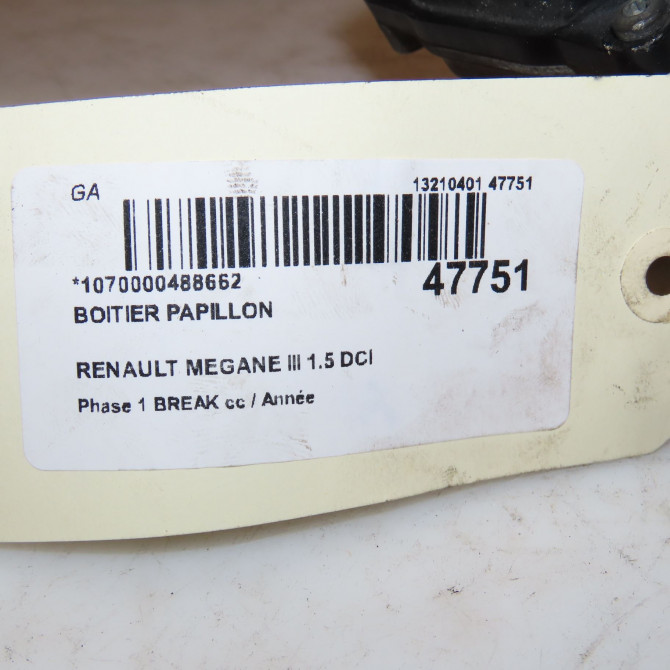 GA 13210401 47751
*1070000488662 47751
BOITIER PAPILLON
RENAULT MEGANE III 1.5 DCI
Phase 1 BREAK cc / Année